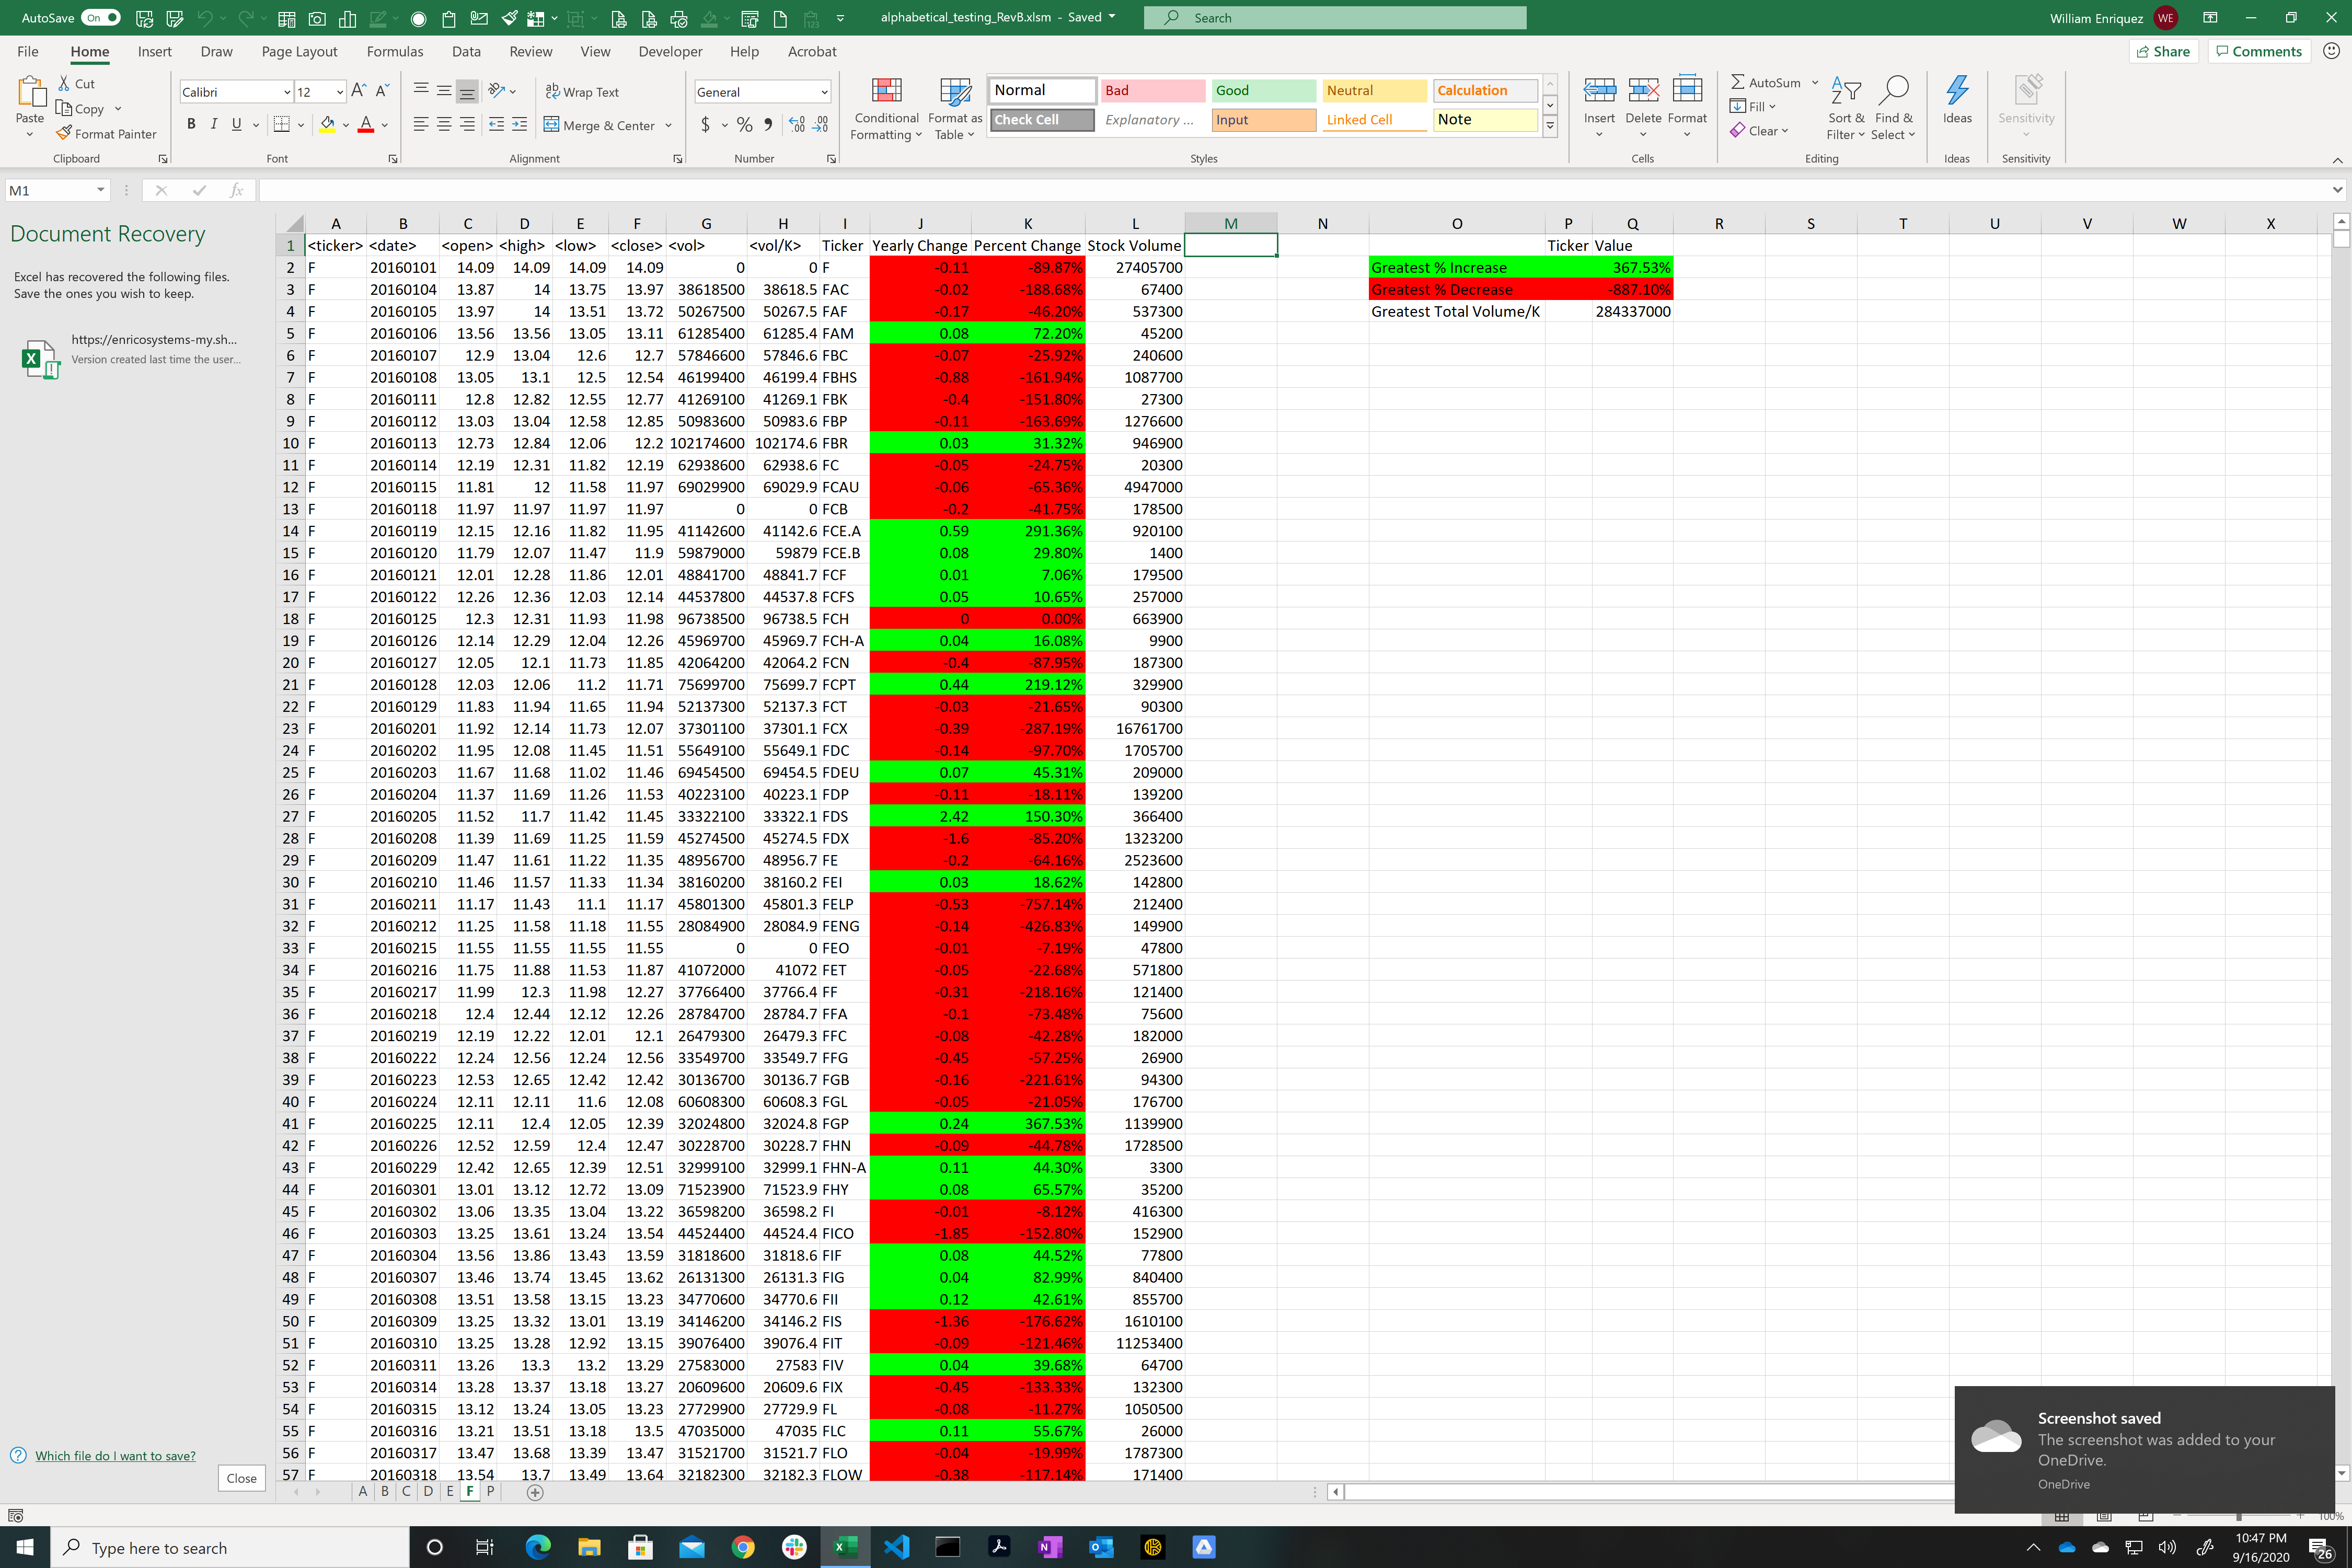 AutoSave On alphabetical_testing_RevB.xlsm - Saved Search William Enriquez WE
File Home Insert Draw Page Layout Formulas Data Review View Developer Help Acrobat Share Comments
Paste Cut Copy Format Painter Clipboard
Calibri 12 B I U Font
Wrap Text Merge & Center Alignment
General $ % Number
Conditional Formatting Format as Table
Normal Bad Good Neutral Calculation
Check Cell Explanatory ... Input Linked Cell Note
Styles
Insert Delete Format Cells
AutoSum Fill Clear Sort & Filter Find & Select Editing
Ideas Ideas Sensitivity Sensitivity
M1 fx
Document Recovery
Excel has recovered the following files.
Save the ones you wish to keep.
https://enricosystems-my.sh...
Version created last time the user...
Which file do I want to save?
Close
A B C D E F G H I J K L M N O P Q R S T U V W X
1 <ticker> <date> <open> <high> <low> <close> <vol> <vol/K> Ticker Yearly Change Percent Change Stock Volume Ticker Value
2 F 20160101 14.09 14.09 14.09 14.09 0 0 F -0.11 -89.87% 27405700 Greatest % Increase 367.53%
3 F 20160104 13.87 14 13.75 13.97 38618500 38618.5 FAC -0.02 -188.68% 67400 Greatest % Decrease -887.10%
4 F 20160105 13.97 14 13.51 13.72 50267500 50267.5 FAF -0.17 -46.20% 537300 Greatest Total Volume/K 284337000
5 F 20160106 13.56 13.56 13.05 13.11 61285400 61285.4 FAM 0.08 72.20% 45200
6 F 20160107 12.9 13.04 12.6 12.7 57846600 57846.6 FBC -0.07 -25.92% 240600
7 F 20160108 13.05 13.1 12.5 12.54 46199400 46199.4 FBHS -0.88 -161.94% 1087700
8 F 20160111 12.8 12.82 12.55 12.77 41269100 41269.1 FBK -0.4 -151.80% 27300
9 F 20160112 13.03 13.04 12.58 12.85 50983600 50983.6 FBP -0.11 -163.69% 1276600
10 F 20160113 12.73 12.84 12.06 12.2 102174600 102174.6 FBR 0.03 31.32% 946900
11 F 20160114 12.19 12.31 11.82 12.19 62938600 62938.6 FC -0.05 -24.75% 20300
12 F 20160115 11.81 12 11.58 11.97 69029900 69029.9 FCAU -0.06 -65.36% 4947000
13 F 20160118 11.97 11.97 11.97 11.97 0 0 FCB -0.2 -41.75% 178500
14 F 20160119 12.15 12.16 11.82 11.95 41142600 41142.6 FCE.A 0.59 291.36% 920100
15 F 20160120 11.79 12.07 11.47 11.9 59879000 59879 FCE.B 0.08 29.80% 1400
16 F 20160121 12.01 12.28 11.86 12.01 48841700 48841.7 FCF 0.01 7.06% 179500
17 F 20160122 12.26 12.36 12.03 12.14 44537800 44537.8 FCFS 0.05 10.65% 257000
18 F 20160125 12.3 12.31 11.93 11.98 96738500 96738.5 FCH 0 0.00% 663900
19 F 20160126 12.14 12.29 12.04 12.26 45969700 45969.7 FCH-A 0.04 16.08% 9900
20 F 20160127 12.05 12.1 11.73 11.85 42064200 42064.2 FCN -0.4 -87.95% 187300
21 F 20160128 12.03 12.06 11.2 11.71 75699700 75699.7 FCPT 0.44 219.12% 329900
22 F 20160129 11.83 11.94 11.65 11.94 52137300 52137.3 FCT -0.03 -21.65% 90300
23 F 20160201 11.92 12.14 11.73 12.07 37301100 37301.1 FCX -0.39 -287.19% 16761700
24 F 20160202 11.95 12.08 11.45 11.51 55649100 55649.1 FDC -0.14 -97.70% 1705700
25 F 20160203 11.67 11.68 11.02 11.46 69454500 69454.5 FDEU 0.07 45.31% 209000
26 F 20160204 11.37 11.69 11.26 11.53 40223100 40223.1 FDP -0.11 -18.11% 139200
27 F 20160205 11.52 11.7 11.42 11.45 33322100 33322.1 FDS 2.42 150.30% 366400
28 F 20160208 11.39 11.69 11.25 11.59 45274500 45274.5 FDX -1.6 -85.20% 1323200
29 F 20160209 11.47 11.61 11.22 11.35 48956700 48956.7 FE -0.2 -64.16% 2523600
30 F 20160210 11.46 11.57 11.33 11.34 38160200 38160.2 FEI 0.03 18.62% 142800
31 F 20160211 11.17 11.43 11.1 11.17 45801300 45801.3 FELP -0.53 -757.14% 212400
32 F 20160212 11.25 11.58 11.18 11.55 28084900 28084.9 FENG -0.14 -426.83% 149900
33 F 20160215 11.55 11.55 11.55 11.55 0 0 FEO -0.01 -7.19% 47800
34 F 20160216 11.75 11.88 11.53 11.87 41072000 41072 FET -0.05 -22.68% 571800
35 F 20160217 11.99 12.3 11.98 12.27 37766400 37766.4 FF -0.31 -218.16% 121400
36 F 20160218 12.4 12.44 12.12 12.26 28784700 28784.7 FFA -0.1 -73.48% 75600
37 F 20160219 12.19 12.22 12.01 12.1 26479300 26479.3 FFC -0.08 -42.28% 182000
38 F 20160222 12.24 12.56 12.24 12.56 33549700 33549.7 FFG -0.45 -57.25% 26900
39 F 20160223 12.53 12.65 12.42 12.42 30136700 30136.7 FGB -0.16 -221.61% 94300
40 F 20160224 12.11 12.11 11.6 12.08 60608300 60608.3 FGL -0.05 -21.05% 176700
41 F 20160225 12.11 12.4 12.05 12.39 32024800 32024.8 FGP 0.24 367.53% 1139900
42 F 20160226 12.52 12.59 12.4 12.47 30228700 30228.7 FHN -0.09 -44.78% 1728500
43 F 20160229 12.42 12.65 12.39 12.51 32999100 32999.1 FHN-A 0.11 44.30% 3300
44 F 20160301 13.01 13.12 12.72 13.09 71523900 71523.9 FHY 0.08 65.57% 35200
45 F 20160302 13.06 13.35 13.04 13.22 36598200 36598.2 FI -0.01 -8.12% 416300
46 F 20160303 13.25 13.61 13.24 13.54 44524400 44524.4 FICO -1.85 -152.80% 152900
47 F 20160304 13.56 13.86 13.43 13.59 31818600 31818.6 FIF 0.08 44.52% 77800
48 F 20160307 13.46 13.74 13.45 13.62 26131300 26131.3 FIG 0.04 82.99% 840400
49 F 20160308 13.51 13.58 13.15 13.23 34770600 34770.6 FII 0.12 42.61% 855700
50 F 20160309 13.25 13.32 13.01 13.19 34146200 34146.2 FIS -1.36 -176.62% 1610100
51 F 20160310 13.25 13.28 12.92 13.15 39076400 39076.4 FIT -0.09 -121.46% 11253400
52 F 20160311 13.26 13.3 13.2 13.29 27583000 27583 FIV 0.04 39.68% 64700
53 F 20160314 13.28 13.37 13.18 13.27 20609600 20609.6 FIX -0.45 -133.33% 132300
54 F 20160315 13.12 13.24 13.05 13.23 27729900 27729.9 FL -0.08 -11.27% 1050500
55 F 20160316 13.21 13.51 13.18 13.5 47035000 47035 FLC 0.11 55.67% 26000
56 F 20160317 13.47 13.68 13.39 13.47 31521700 31521.7 FLO -0.04 -19.99% 1787300
57 F 20160318 13.54 13.7 13.49 13.64 32182300 32182.3 FLOW -0.38 -117.14% 171400
A B C D E F P
Screenshot saved
The screenshot was added to your
OneDrive.
OneDrive
100%
Type here to search
10:47 PM
9/16/2020
26